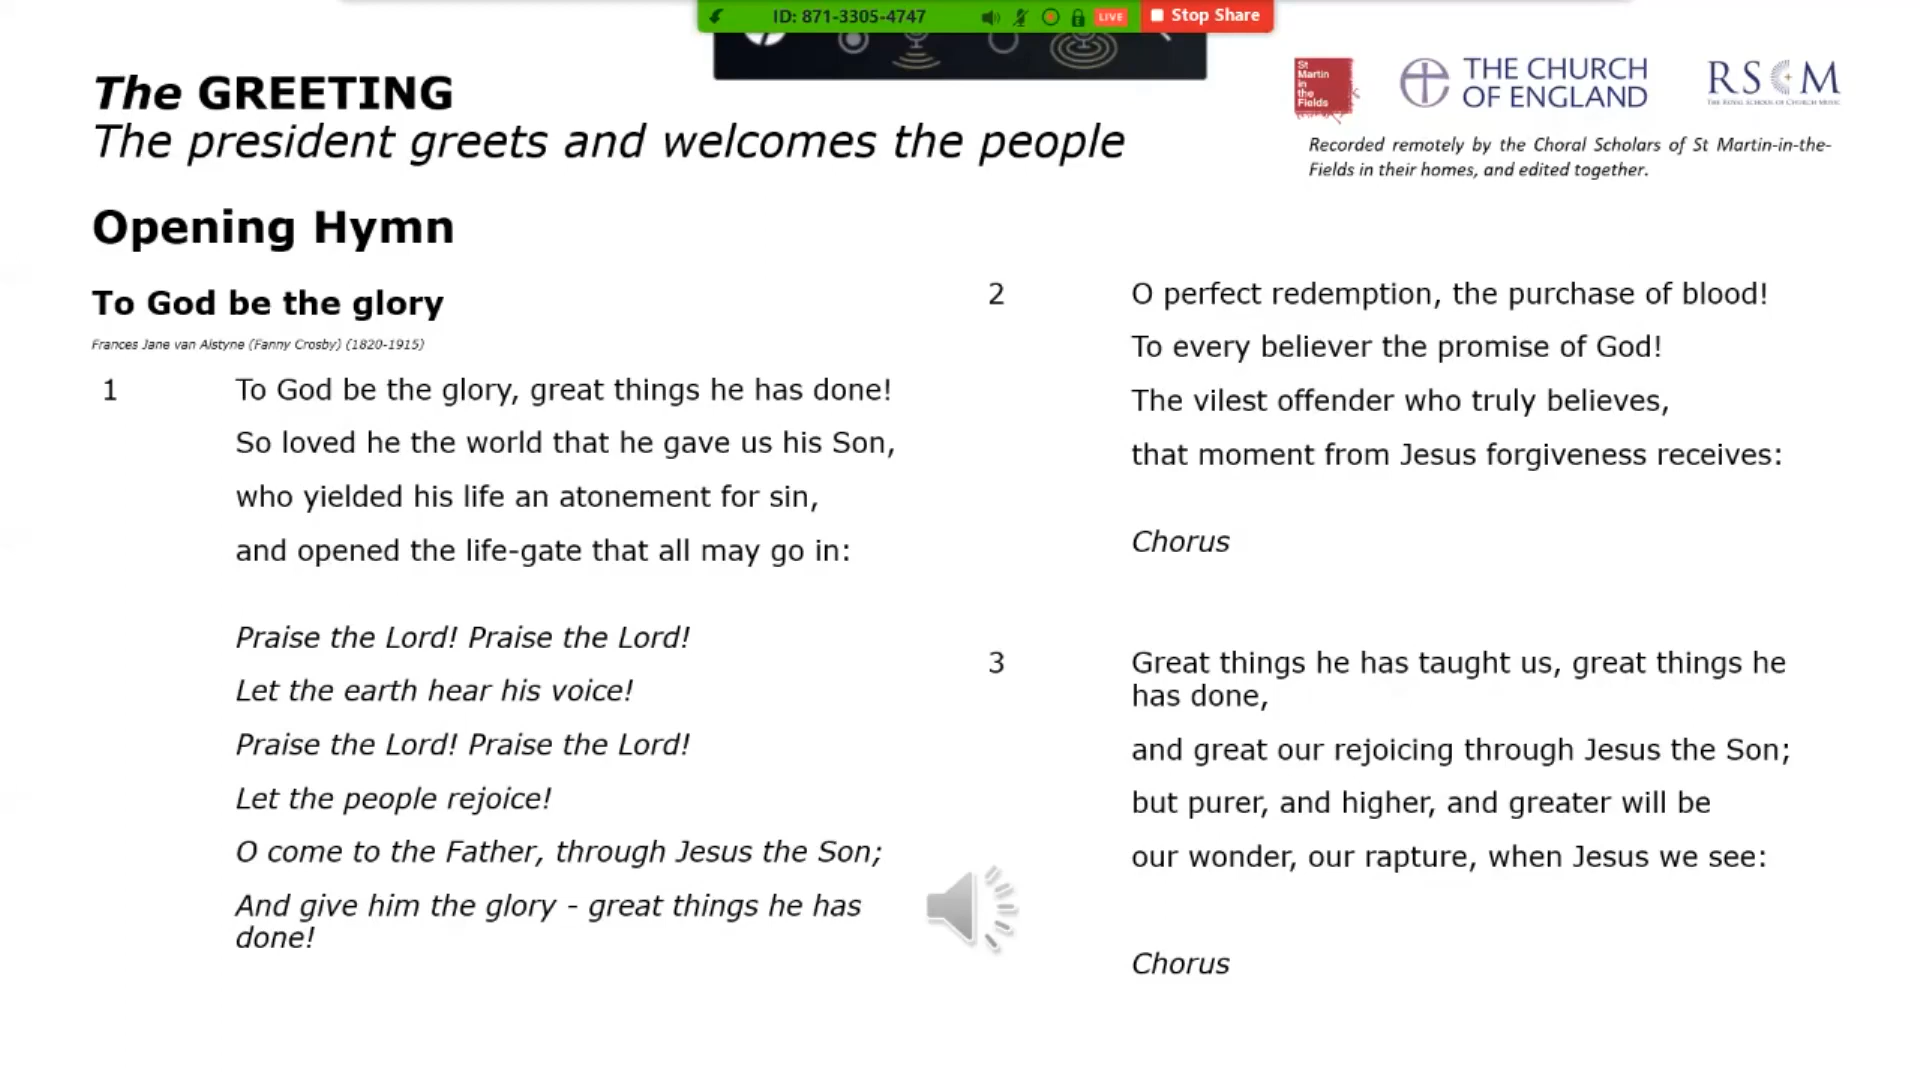 ID: 871-3305-4747
LIVE
Stop Share
The GREETING
The president greets and welcomes the people
St
Martin
in
the
Fields
THE CHURCH
OF ENGLAND
RSCM
THE ROYAL SCHOOL OF CHURCH MUSIC
Recorded remotely by the Choral Scholars of St Martin-in-the-
Fields in their homes, and edited together.
Opening Hymn
To God be the glory
Frances Jane van Alstyne (Fanny Crosby) (1820-1915)
1
To God be the glory, great things he has done!
So loved he the world that he gave us his Son,
who yielded his life an atonement for sin,
and opened the life-gate that all may go in:
Praise the Lord! Praise the Lord!
Let the earth hear his voice!
Praise the Lord! Praise the Lord!
Let the people rejoice!
O come to the Father, through Jesus the Son;
And give him the glory - great things he has
done!
2
O perfect redemption, the purchase of blood!
To every believer the promise of God!
The vilest offender who truly believes,
that moment from Jesus forgiveness receives:
Chorus
3
Great things he has taught us, great things he
has done,
and great our rejoicing through Jesus the Son;
but purer, and higher, and greater will be
our wonder, our rapture, when Jesus we see:
Chorus